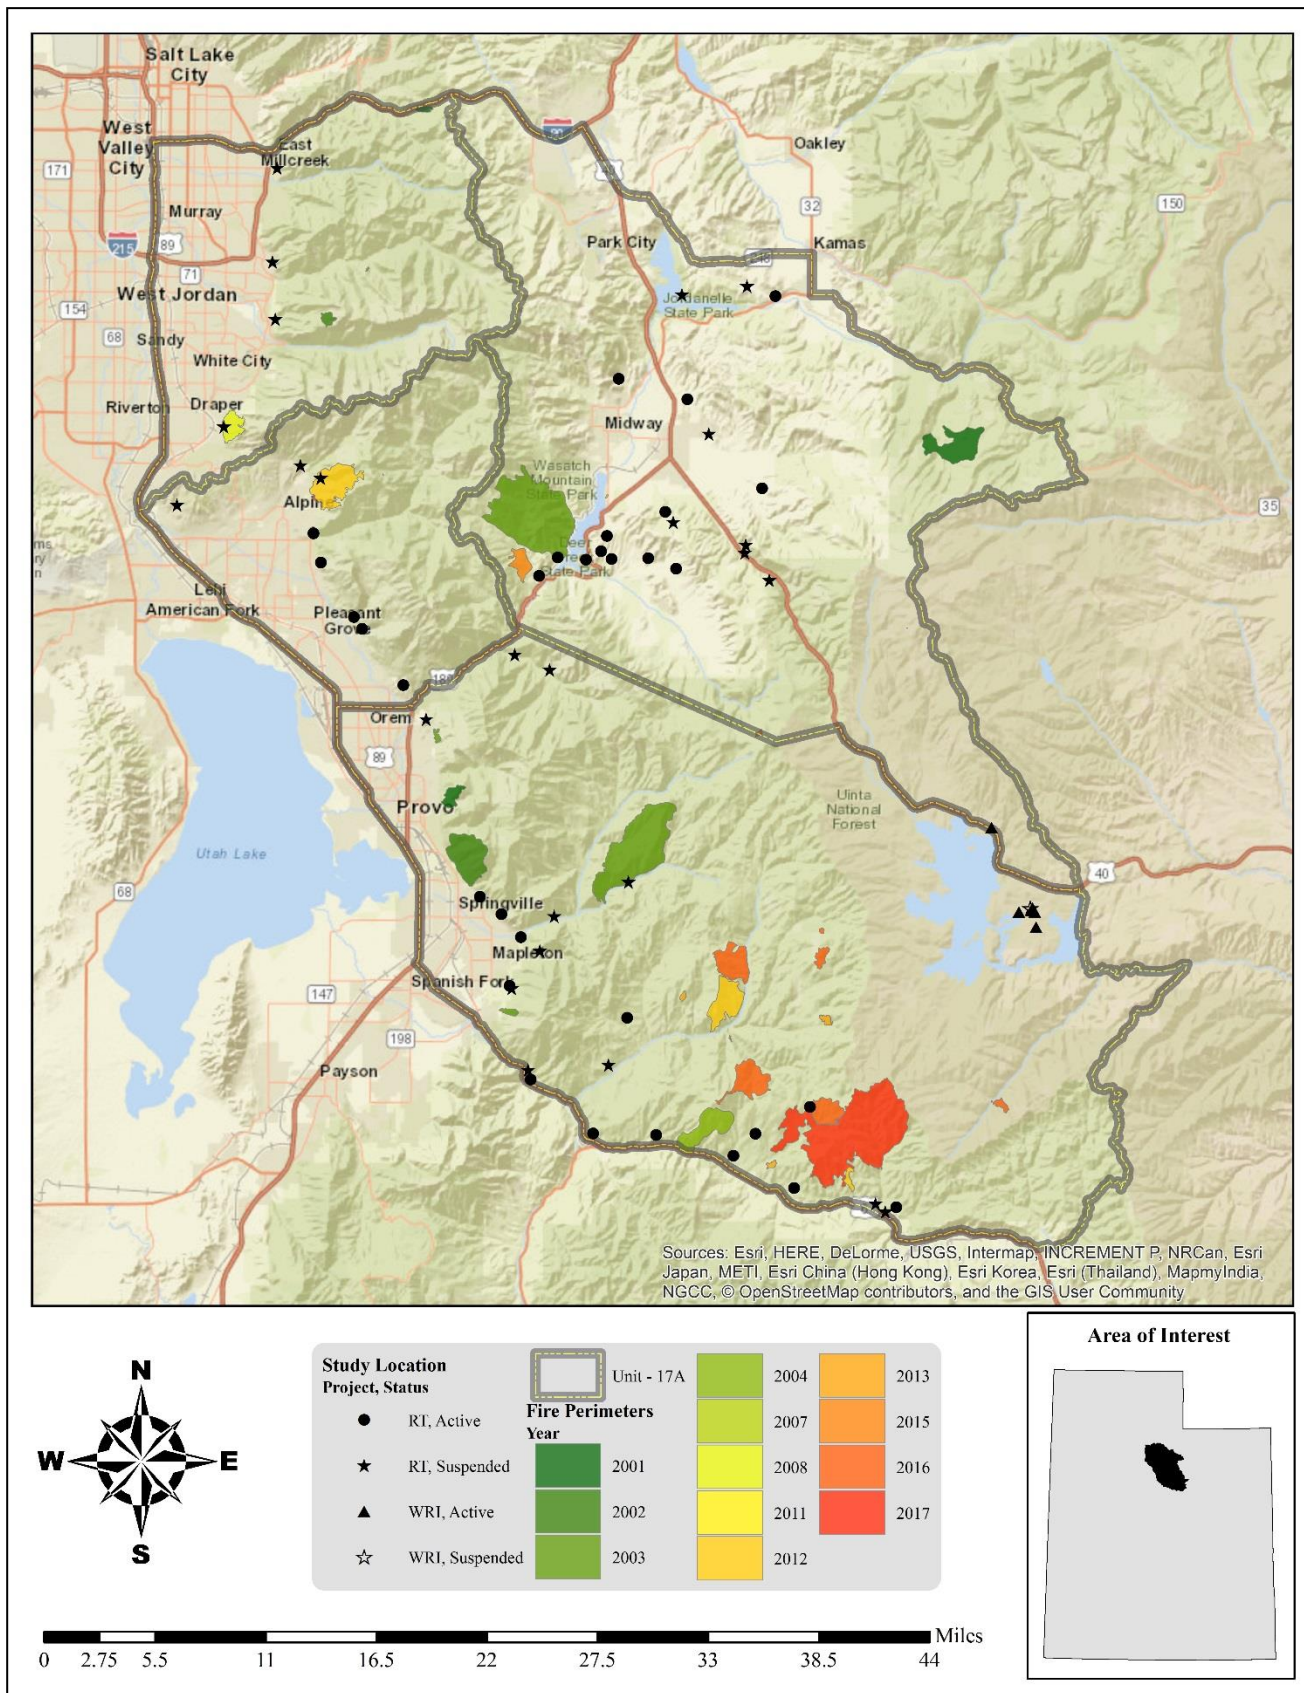 Salt Lake
City
West
Valley
City
East
Millcreek
171
Oakley
Murray
32
150
215
89
Park City
Kamas
71
West Jordan
154
Jordanelle
State Park
68
Sandy
White City
Riverton
Draper
Midway
Wasatch
Mountain
State Park
Alpine
35
State Park
Lehi
American Fork
Pleasant
Grove
Orem
89
Provo
Uinta
National
Forest
Utah Lake
68
40
Springville
Mapleton
Spanish Fork
147
198
Payson
Sources: Esri, HERE, DeLorme, USGS, Intermap, INCREMENT P, NRCan, Esri
Japan, METI, Esri China (Hong Kong), Esri Korea, Esri (Thailand), MapmyIndia,
NGCC, © OpenStreetMap contributors, and the GIS User Community
N
W
E
S
Study Location
Project, Status
RT, Active
RT, Suspended
WRI, Active
WRI, Suspended
Unit - 17A
Fire Perimeters
Year
2001
2002
2003
2004
2007
2008
2011
2012
2013
2015
2016
2017
Area of Interest
Miles
0 2.75 5.5 11 16.5 22 27.5 33 38.5 44